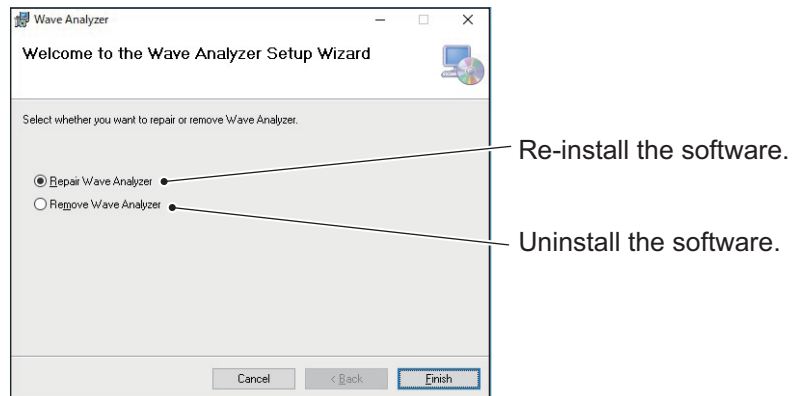 Wave Analyzer
Welcome to the Wave Analyzer Setup Wizard
Select whether you want to repair or remove Wave Analyzer.
Re-install the software.
Repair Wave Analyzer
Remove Wave Analyzer
Uninstall the software.
Cancel
< Back
Finish